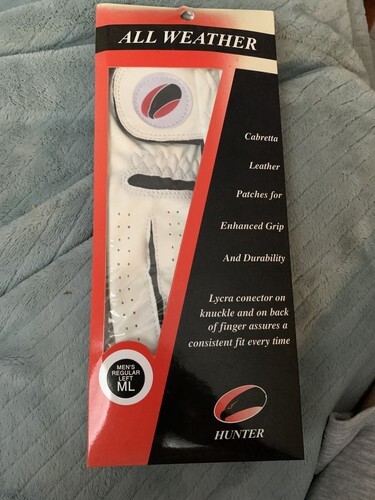 ALL WEATHER
Cabretta
Leather
Patches for
Enhanced Grip
And Durability
Lycra conector on
knuckle and on back
of finger assures a
consistent fit every time
MEN'S
REGULAR
LEFT
ML
HUNTER